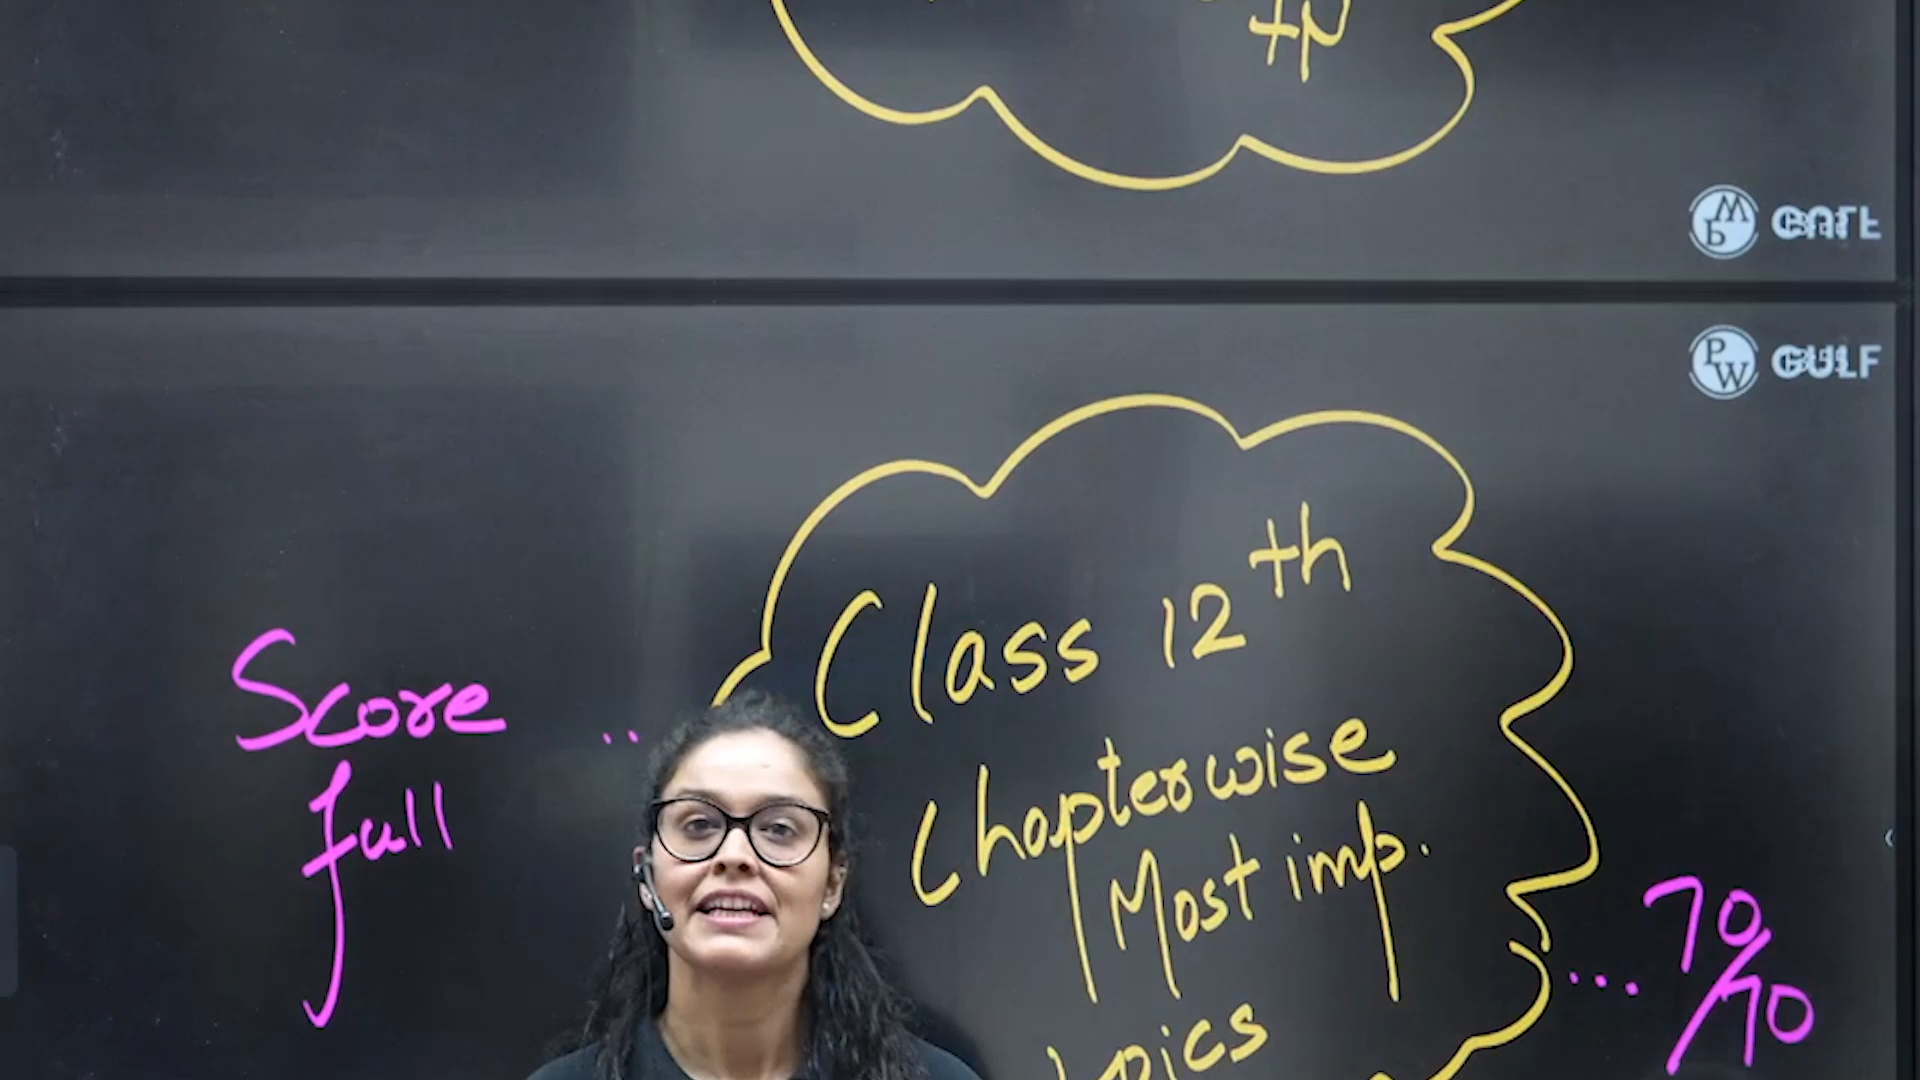 PW
GULF
Class 12th
Chapterwise
Most imp.
Score
full
70/70